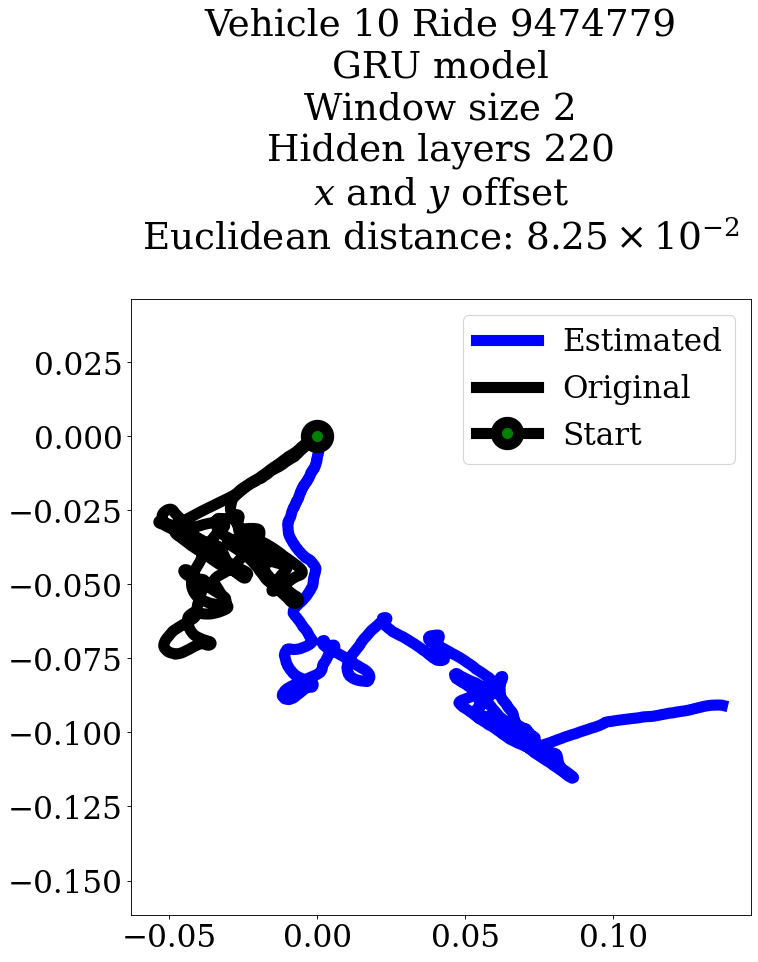 Vehicle 10 Ride 9474779
GRU model
Window size 2
Hidden layers 220
x and y offset
Euclidean distance: 8.25 × 10⁻²
Estimated
Original
Start
0.025
0.000
−0.025
−0.050
−0.075
−0.100
−0.125
−0.150
−0.05 0.00 0.05 0.10